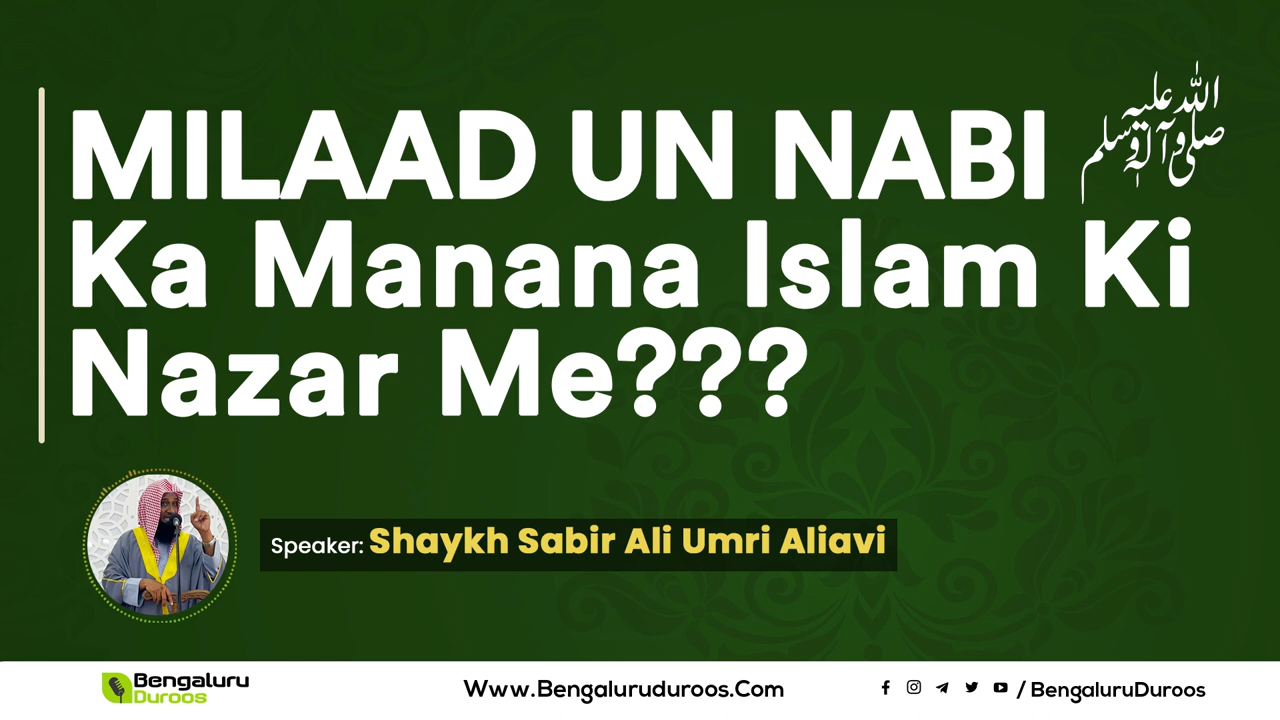 MILAAD UN NABI صلى الله عليه وآله وسلم
Ka Manana Islam Ki
Nazar Me???
Speaker: Shaykh Sabir Ali Umri Aliavi
Bengaluru
Duroos
Www.Bengaluruduroos.Com
/ BengaluruDuroos